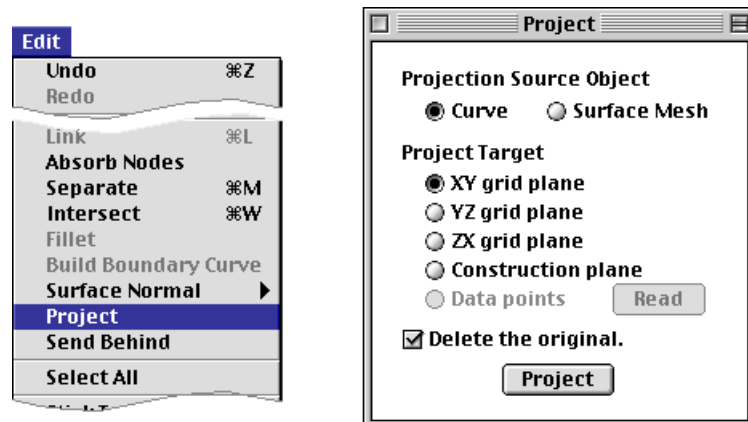 Edit
Undo ⌘Z
Redo
Link ⌘L
Absorb Nodes
Separate ⌘M
Intersect ⌘W
Fillet
Build Boundary Curve
Surface Normal
Project
Send Behind
Select All
Project
Projection Source Object
Curve Surface Mesh
Project Target
XY grid plane
YZ grid plane
ZX grid plane
Construction plane
Data points Read
Delete the original.
Project